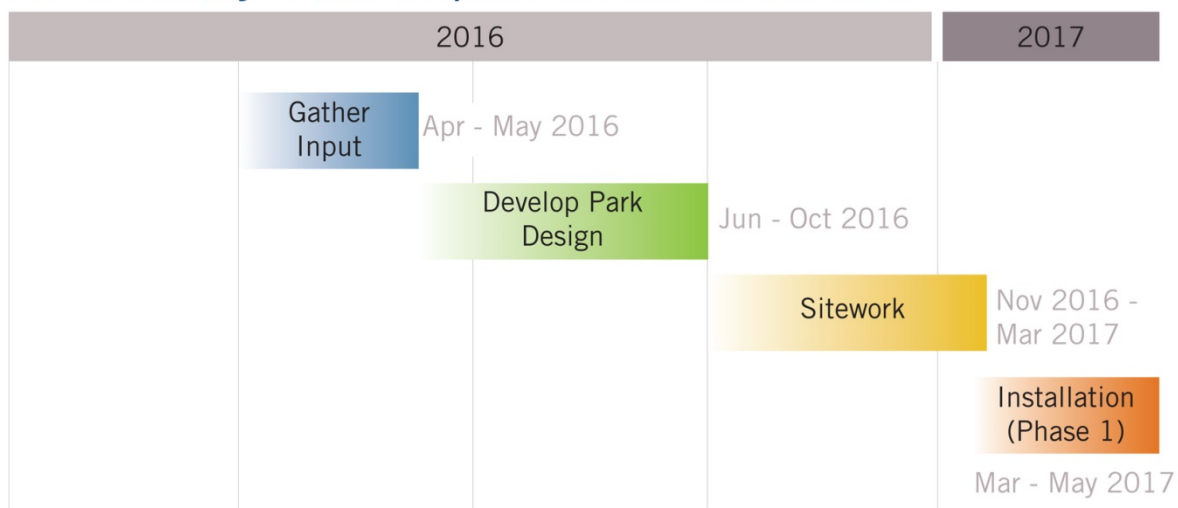 2016
2017
Gather
Input
Apr - May 2016
Develop Park
Design
Jun - Oct 2016
Sitework
Nov 2016 -
Mar 2017
Installation
(Phase 1)
Mar - May 2017